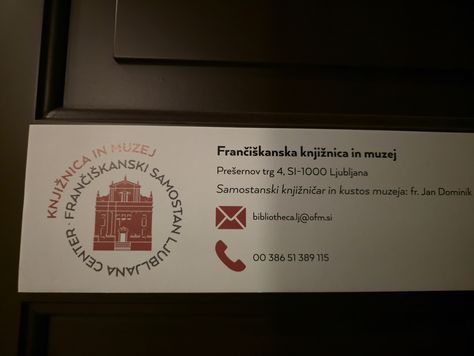 KNJIŽNICA IN MUZEJ
FRANČIŠKANSKI SAMOSTAN LJUBLJANA CENTER
Frančiškanska knjižnica in muzej
Prešernov trg 4, SI-1000 Ljubljana
Samostanski knjižničar in kustos muzeja: fr. Jan Dominik
bibliotheca.lj@ofm.si
00 386 51 389 115